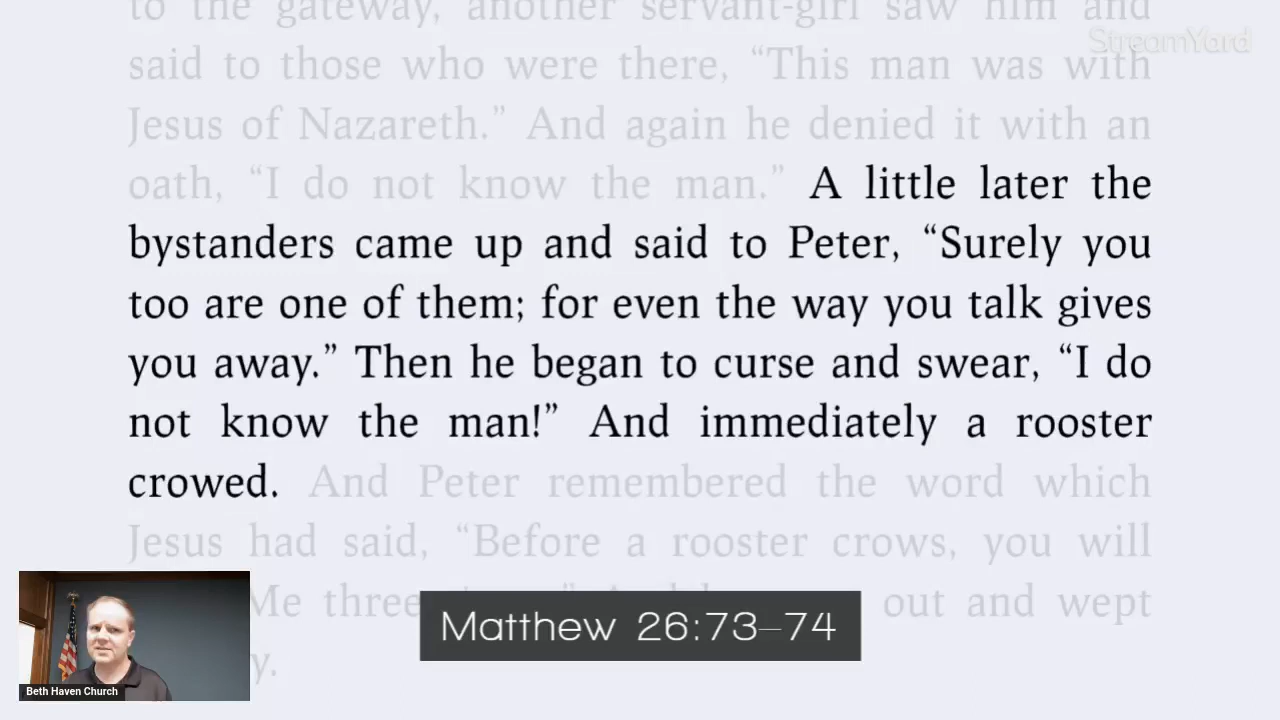 to the gateway, another servant-girl saw him and
StreamYard
said to those who were there, “This man was with
Jesus of Nazareth.” And again he denied it with an
oath, “I do not know the man.” A little later the
bystanders came up and said to Peter, “Surely you
too are one of them; for even the way you talk gives
you away.” Then he began to curse and swear, “I do
not know the man!” And immediately a rooster
crowed. And Peter remembered the word which
Jesus had said, “Before a rooster crows, you will
Me three out and wept
Matthew 26:73–74
Beth Haven Church